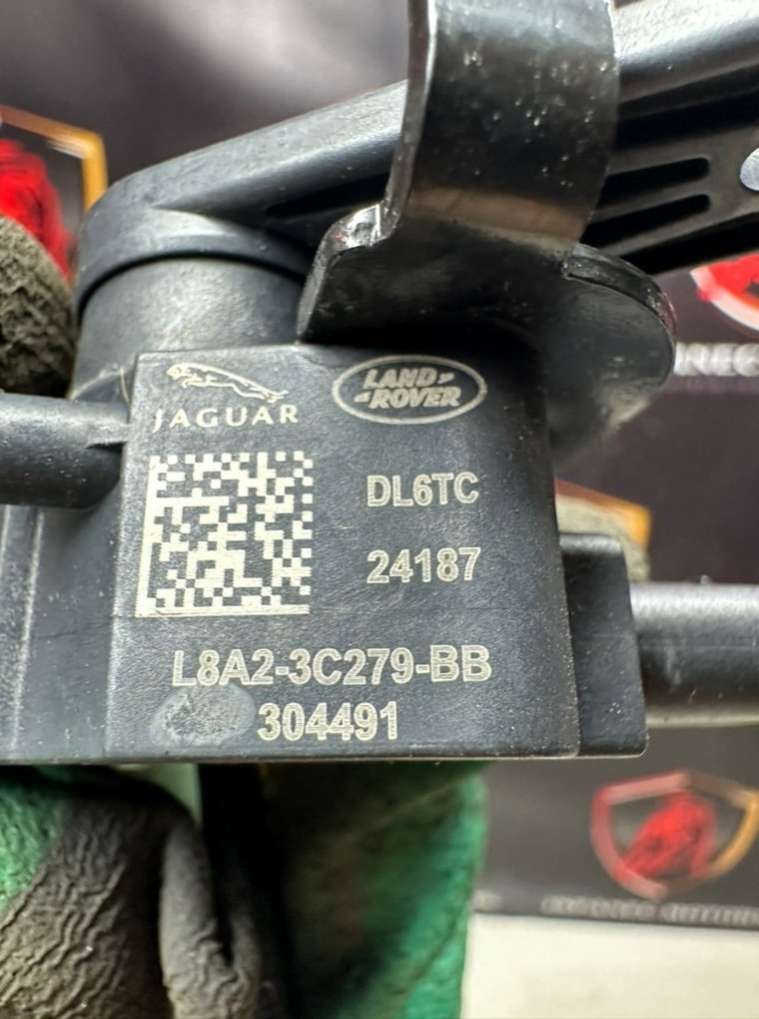 JAGUAR
LAND
ROVER
DL6TC
24187
L8A2-3C279-BB
304491